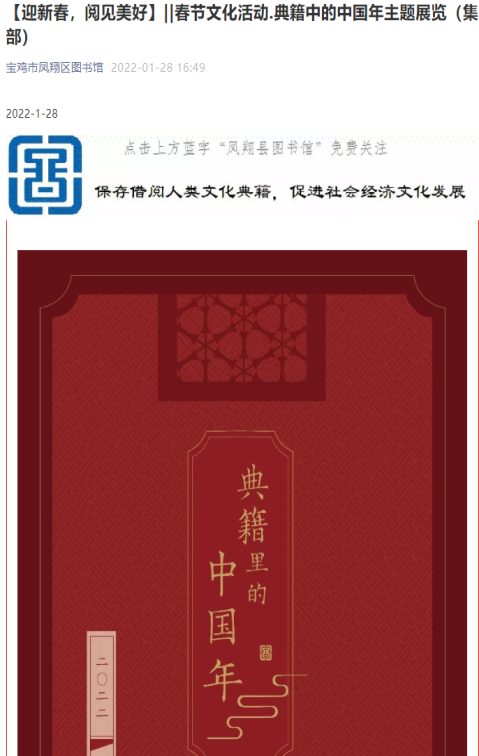 【迎新春，阅见美好】||春节文化活动.典籍中的中国年主题展览（集
部）
宝鸡市凤翔区图书馆 2022-01-28 16:49
2022-1-28
点击上方蓝字“凤翔县图书馆”免费关注
保存借阅人类文化典籍，促进社会经济文化发展
典籍里的
中国年
二〇二二